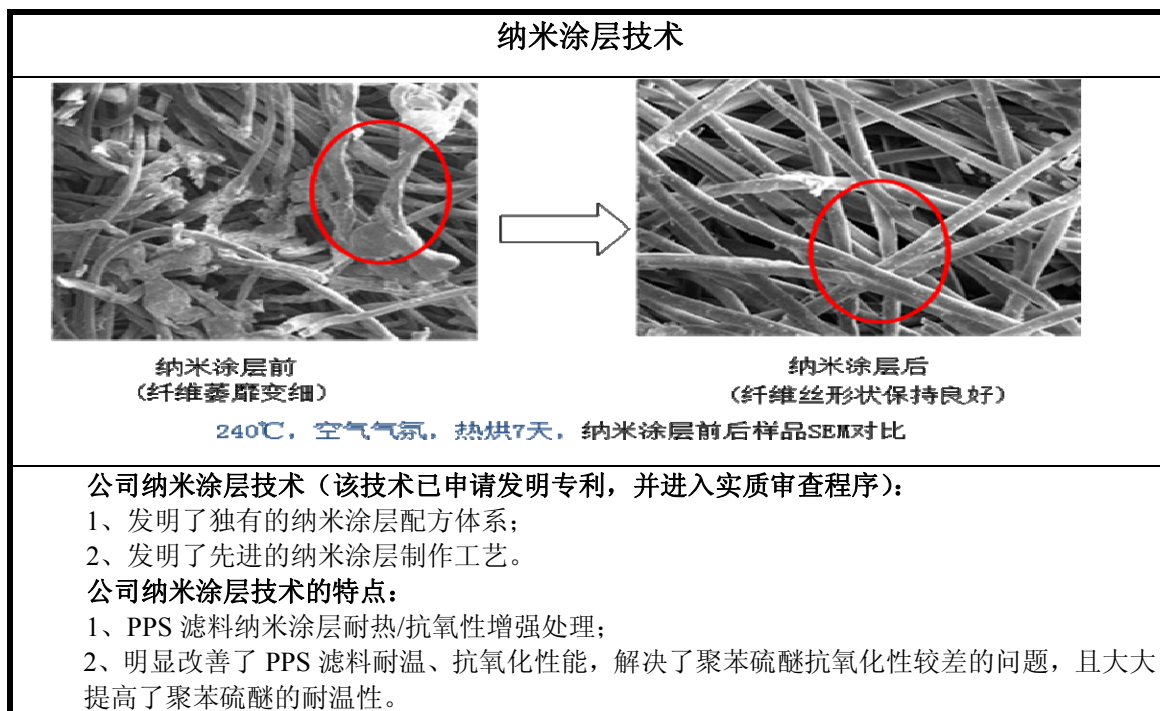 纳米涂层技术
纳米涂层前
(纤维萎靡变细)
纳米涂层后
(纤维丝形状保持良好)
240℃, 空气气氛, 热烘7天, 纳米涂层前后样品SEM对比
公司纳米涂层技术（该技术已申请发明专利，并进入实质审查程序）：
1、发明了独有的纳米涂层配方体系；
2、发明了先进的纳米涂层制作工艺。
公司纳米涂层技术的特点：
1、PPS 滤料纳米涂层耐热/抗氧性增强处理；
2、明显改善了 PPS 滤料耐温、抗氧化性能，解决了聚苯硫醚抗氧化性较差的问题，且大大
提高了聚苯硫醚的耐温性。